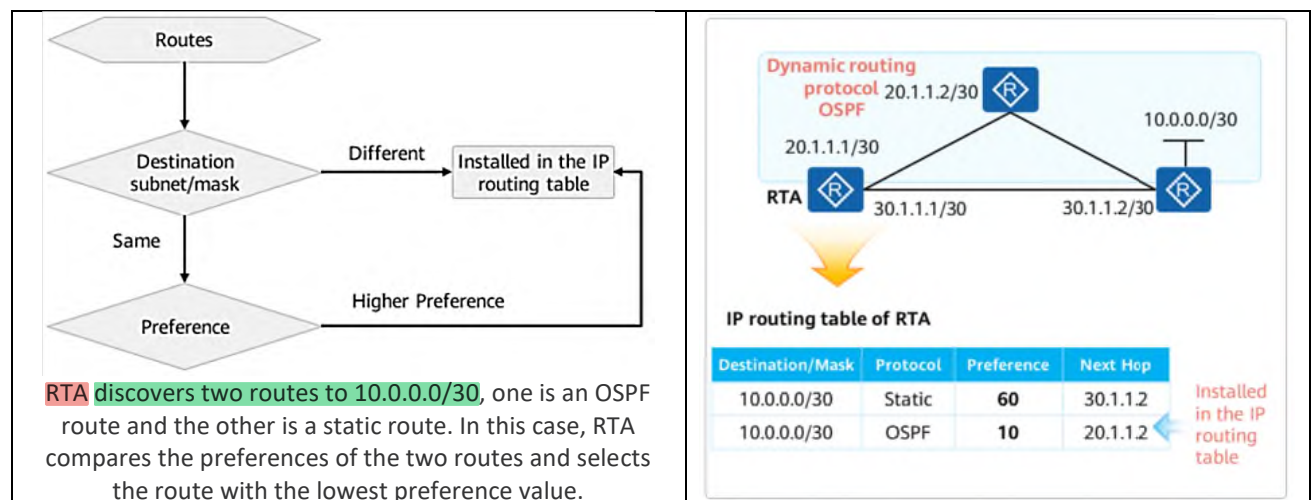 Routes
Destination
subnet/mask
Different
Installed in the IP
routing table
Same
Preference
Higher Preference
RTA discovers two routes to 10.0.0.0/30, one is an OSPF
route and the other is a static route. In this case, RTA
compares the preferences of the two routes and selects
the route with the lowest preference value.
Dynamic routing
protocol
OSPF
20.1.1.2/30
R
10.0.0.0/30
20.1.1.1/30
RTA
R
30.1.1.1/30
30.1.1.2/30
R
IP routing table of RTA
Destination/Mask Protocol Preference Next Hop
10.0.0.0/30 Static 60 30.1.1.2
10.0.0.0/30 OSPF 10 20.1.1.2
Installed
in the IP
routing
table